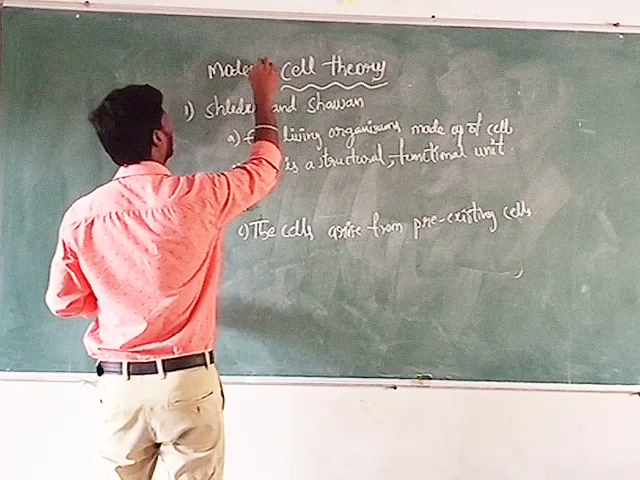 cell theory
1) and Shawan
a) living organisms made of cell
is a structural, functional unit
c) The cells arise from pre-existing cells